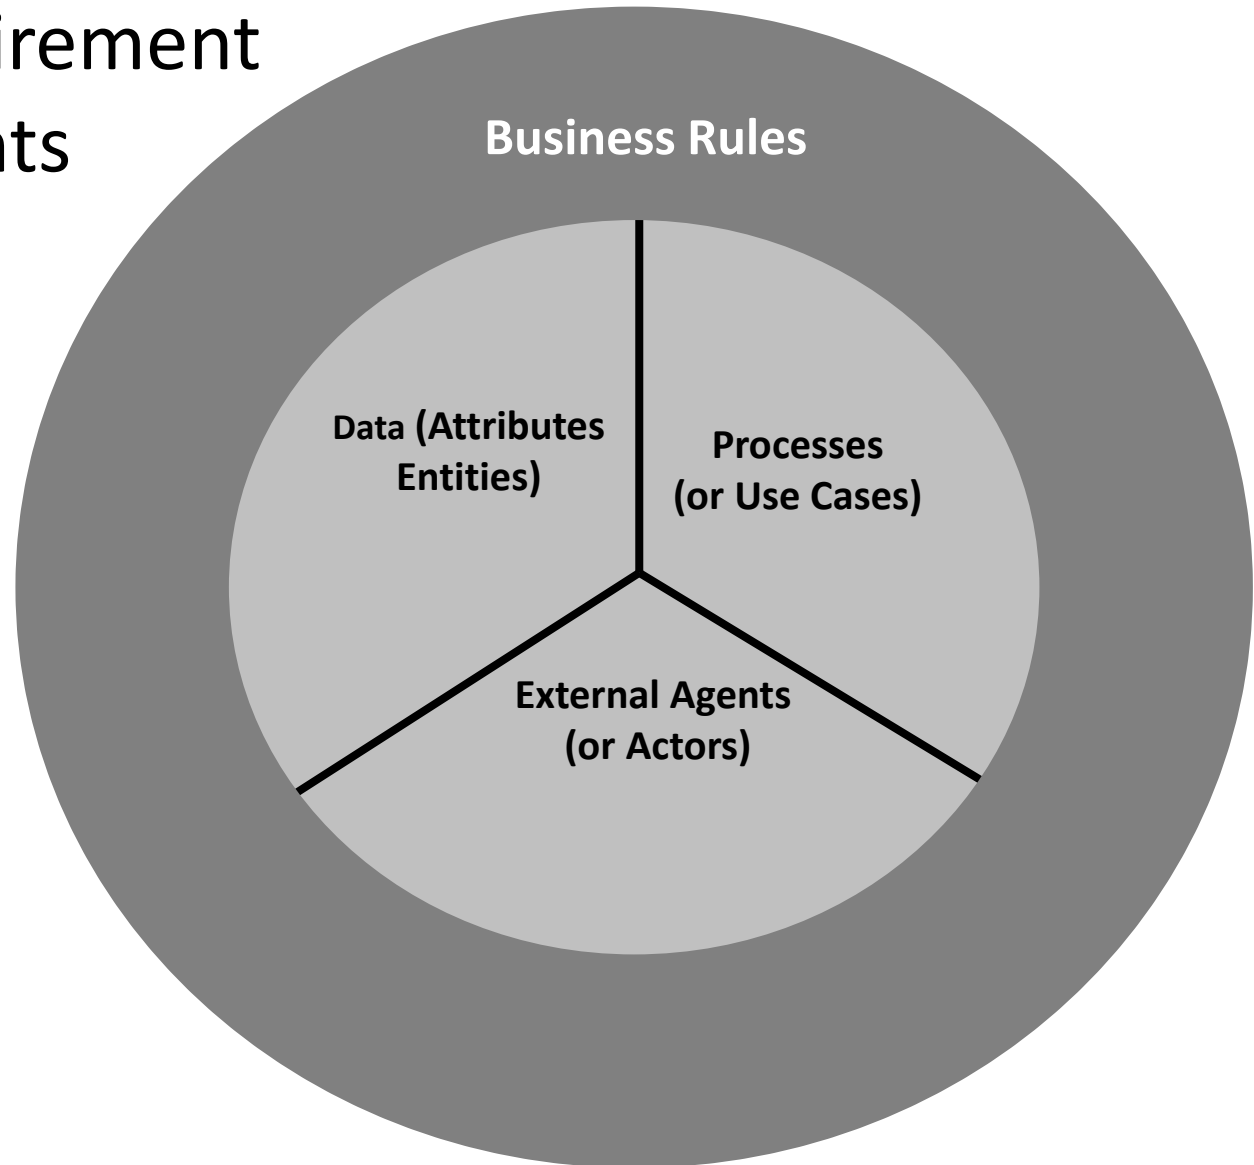 irement
nts
Business Rules
Data (Attributes
Entities)
Processes
(or Use Cases)
External Agents
(or Actors)